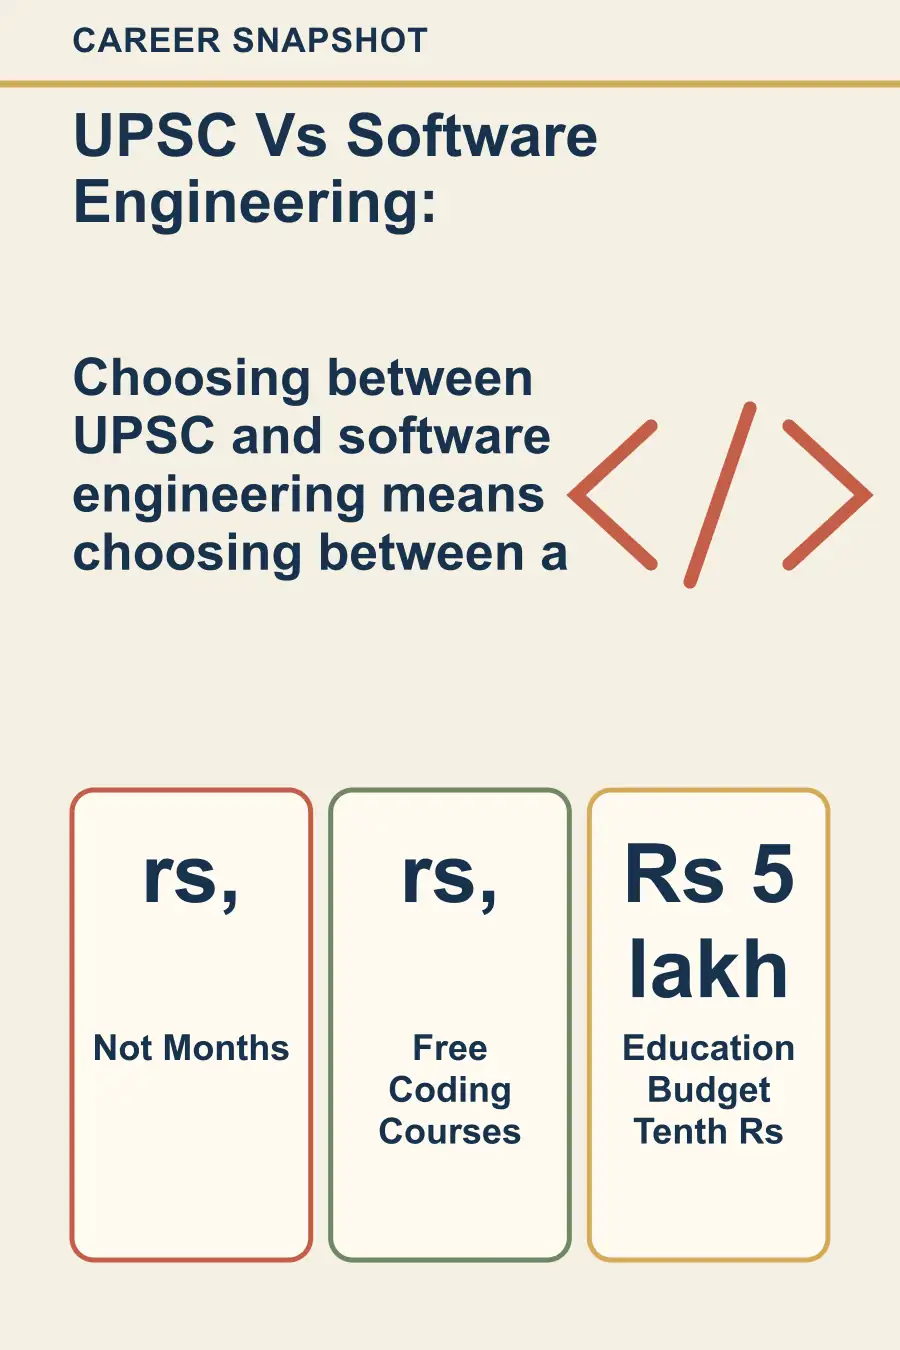 CAREER SNAPSHOT
UPSC Vs Software
Engineering:
Choosing between
UPSC and software
engineering means
choosing between a
</>
rs,
Not Months
rs,
Free
Coding
Courses
Rs 5
lakh
Education
Budget
Tenth Rs